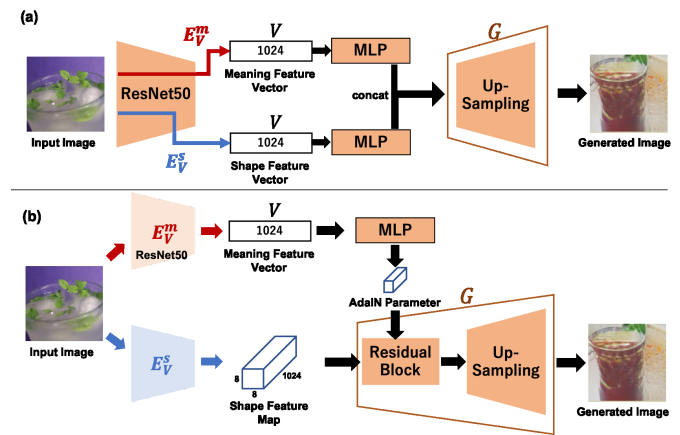 (a)
E_V^m
V
G
1024
MLP
ResNet50
Meaning Feature
Vector
Up-
Sampling
concat
V
Input Image
1024
MLP
Generated Image
E_V^s
Shape Feature
Vector
(b)
V
E_V^m
1024
MLP
ResNet50
Meaning Feature
Vector
AdaIN Parameter
G
Input Image
E_V^s
Residual
Block
Up-
Sampling
8
8
1024
Shape Feature
Map
Generated Image